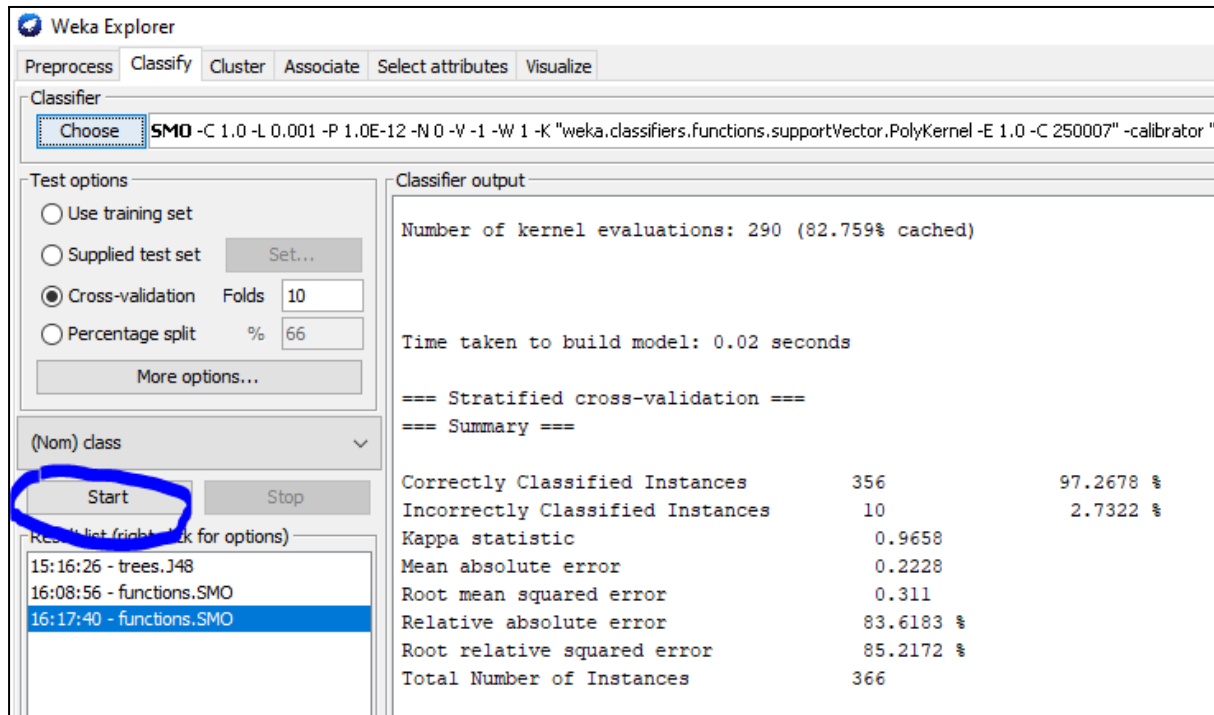 Weka Explorer
Preprocess Classify Cluster Associate Select attributes Visualize
Classifier
Choose SMO -C 1.0 -L 0.001 -P 1.0E-12 -N 0 -V -1 -W 1 -K "weka.classifiers.functions.supportVector.PolyKernel -E 1.0 -C 250007" -calibrator "
Test options
Use training set
Supplied test set Set...
Cross-validation Folds 10
Percentage split % 66
More options...
(Nom) class
Start Stop
list (right for options)
15:16:26 - trees.J48
16:08:56 - functions.SMO
16:17:40 - functions.SMO
Classifier output
Number of kernel evaluations: 290 (82.759% cached)
Time taken to build model: 0.02 seconds
=== Stratified cross-validation ===
=== Summary ===
Correctly Classified Instances 356 97.2678 %
Incorrectly Classified Instances 10 2.7322 %
Kappa statistic 0.9658
Mean absolute error 0.2228
Root mean squared error 0.311
Relative absolute error 83.6183 %
Root relative squared error 85.2172 %
Total Number of Instances 366